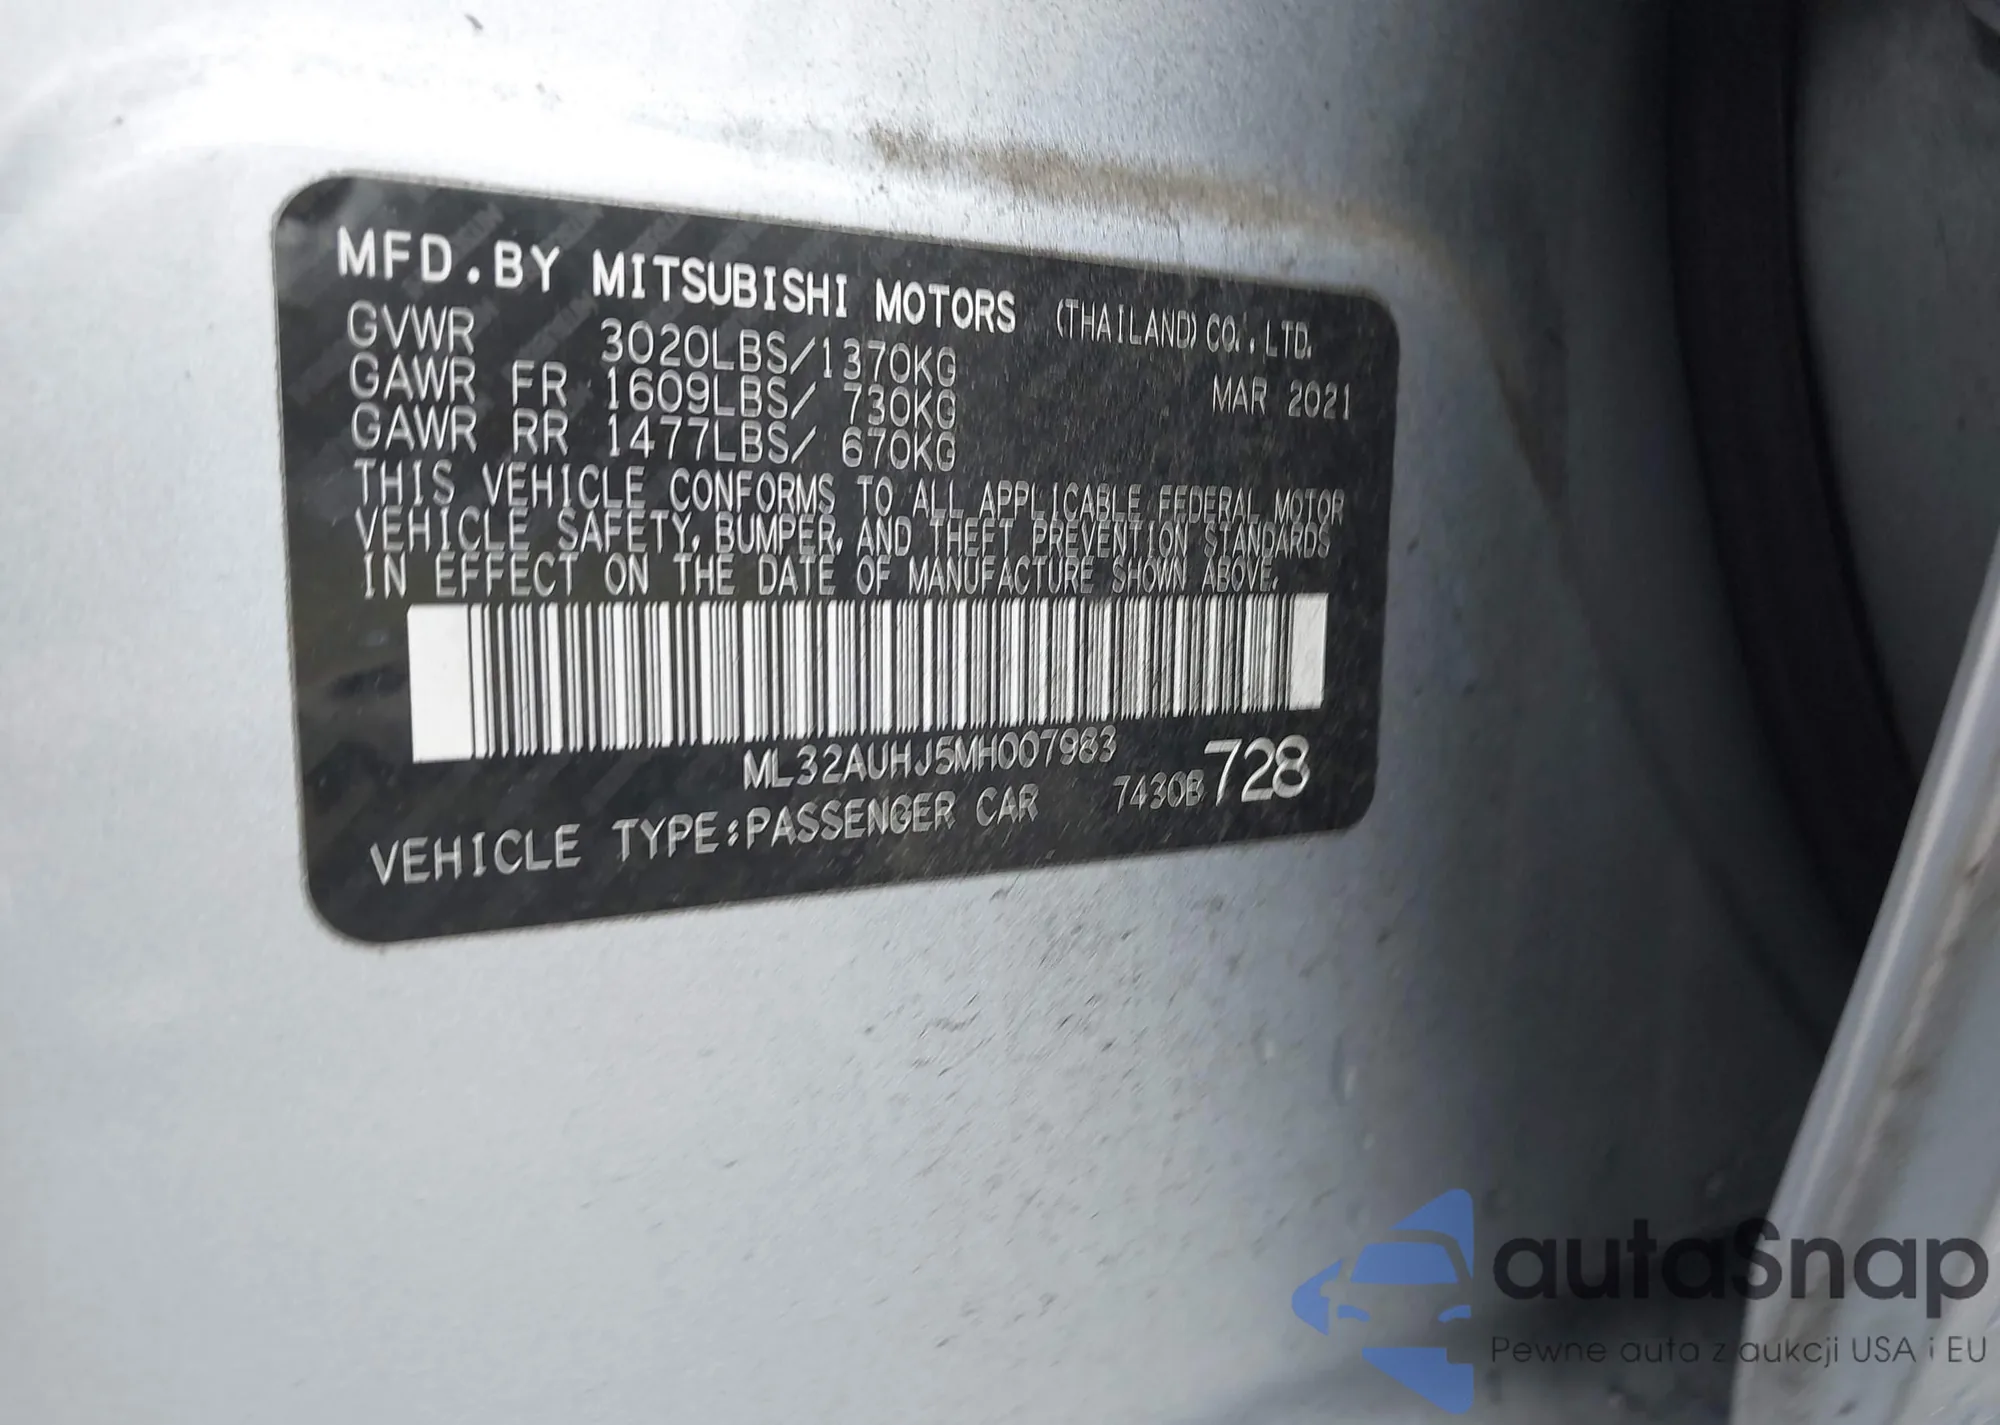 MFD.BY MITSUBISHI MOTORS (THAILAND) CO., LTD.
GVWR 3020LBS/1370KG MAR 2021
GAWR FR 1609LBS/ 730KG
GAWR RR 1477LBS/ 670KG
THIS VEHICLE CONFORMS TO ALL APPLICABLE FEDERAL MOTOR
VEHICLE SAFETY, BUMPER, AND THEFT PREVENTION STANDARDS
IN EFFECT ON THE DATE OF MANUFACTURE SHOWN ABOVE.
ML32AUHJ5MH007983
7430B 728
VEHICLE TYPE:PASSENGER CAR
autaSnap
Pewne auta z aukcji USA i EU